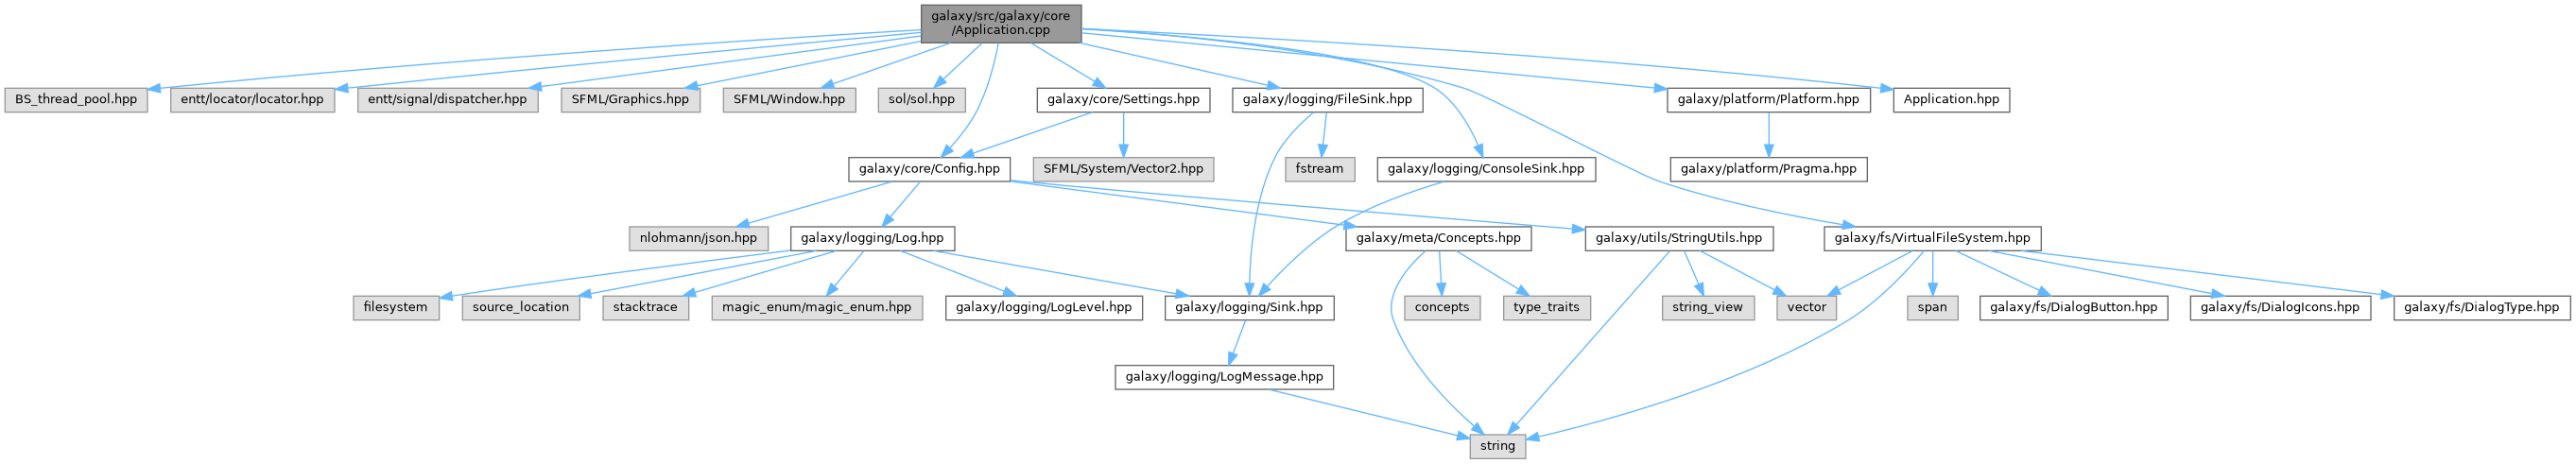 galaxy/src/galaxy/core
/Application.cpp
BS_thread_pool.hpp
entt/locator/locator.hpp
entt/signal/dispatcher.hpp
SFML/Graphics.hpp
SFML/Window.hpp
sol/sol.hpp
galaxy/core/Settings.hpp
galaxy/logging/FileSink.hpp
galaxy/platform/Platform.hpp
Application.hpp
galaxy/core/Config.hpp
SFML/System/Vector2.hpp
fstream
galaxy/logging/ConsoleSink.hpp
galaxy/platform/Pragma.hpp
nlohmann/json.hpp
galaxy/logging/Log.hpp
galaxy/meta/Concepts.hpp
galaxy/utils/StringUtils.hpp
galaxy/fs/VirtualFileSystem.hpp
filesystem
source_location
stacktrace
magic_enum/magic_enum.hpp
galaxy/logging/LogLevel.hpp
galaxy/logging/Sink.hpp
concepts
type_traits
string_view
vector
span
galaxy/fs/DialogButton.hpp
galaxy/fs/DialogIcons.hpp
galaxy/fs/DialogType.hpp
galaxy/logging/LogMessage.hpp
string